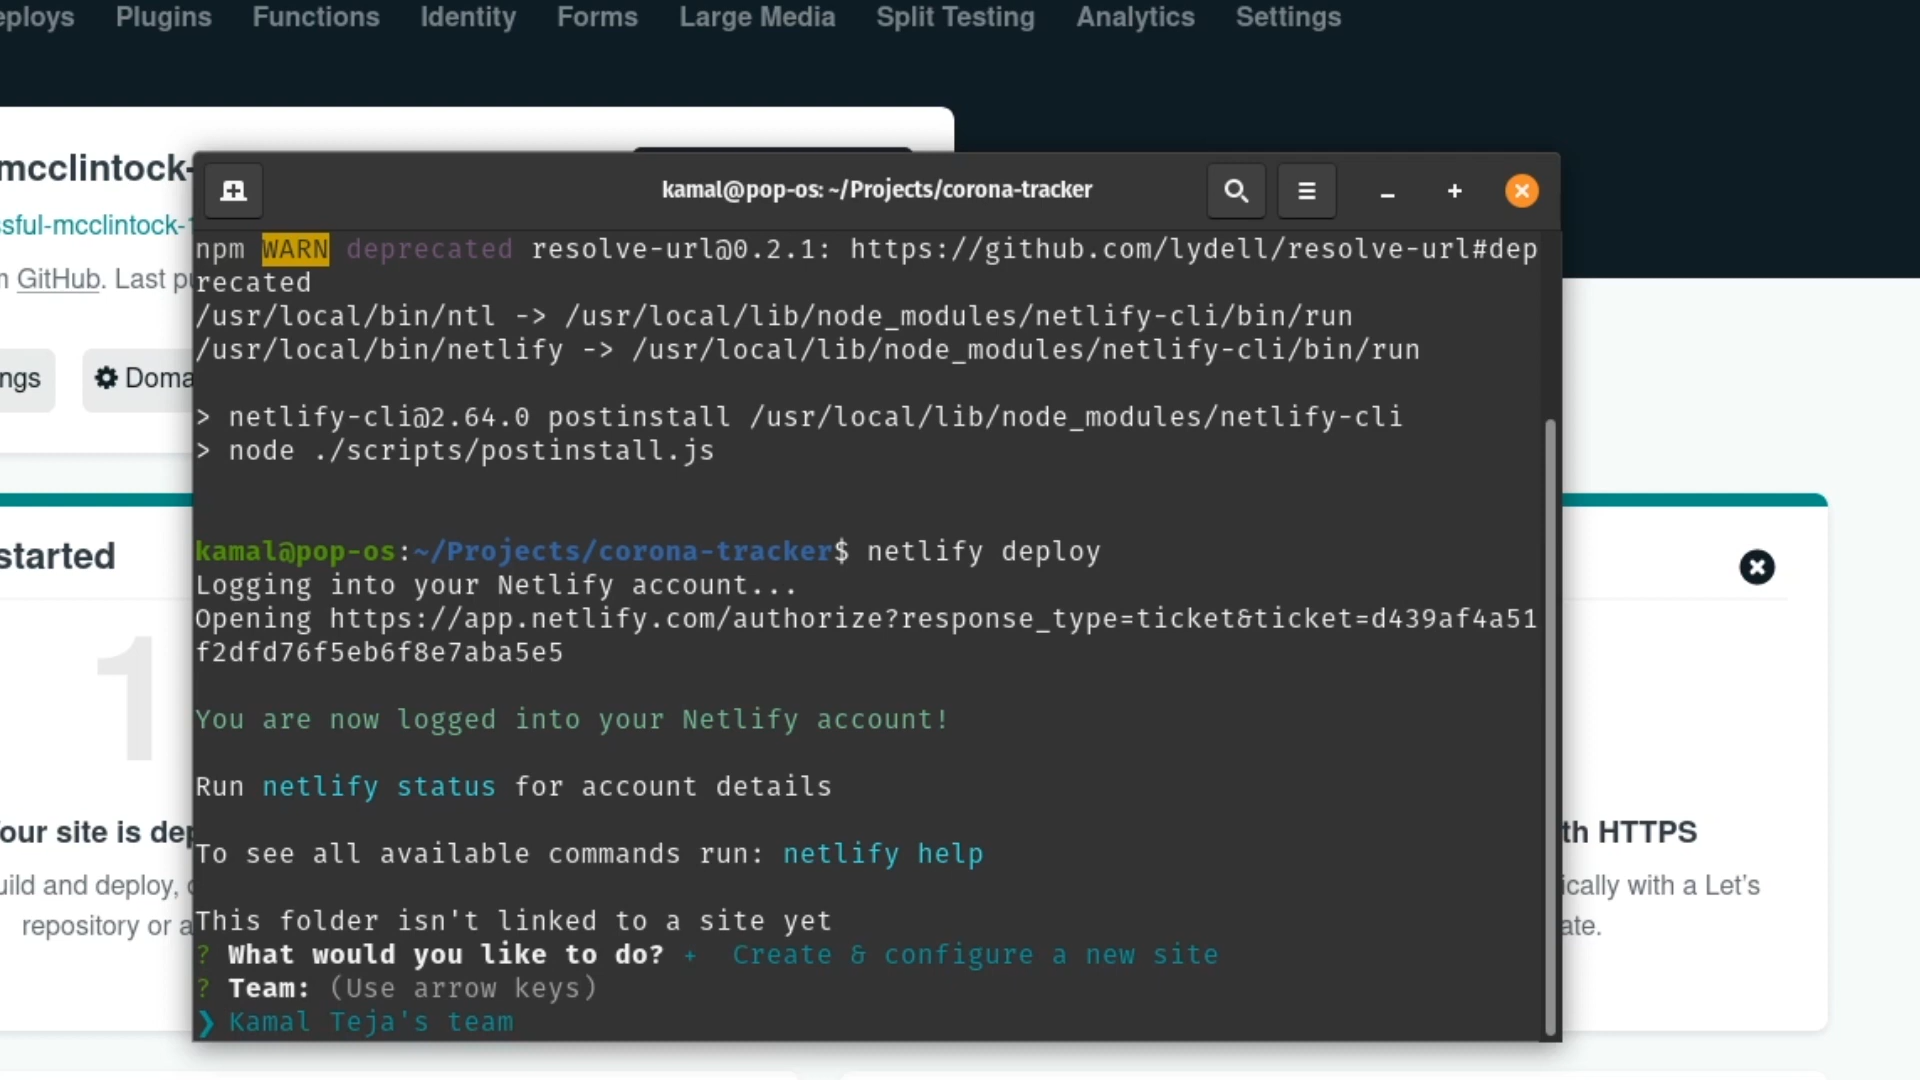 Plugins Functions Identity Forms Large Media Split Testing Analytics Settings
mcclintock-
kamal@pop-os: ~/Projects/corona-tracker
sful-mcclintock-
GitHub. Last
npm WARN deprecated resolve-url@0.2.1: https://github.com/lydell/resolve-url#dep
recated
/usr/local/bin/ntl -> /usr/local/lib/node_modules/netlify-cli/bin/run
/usr/local/bin/netlify -> /usr/local/lib/node_modules/netlify-cli/bin/run
ngs
Doma
> netlify-cli@2.64.0 postinstall /usr/local/lib/node_modules/netlify-cli
> node ./scripts/postinstall.js
kamal@pop-os:~/Projects/corona-tracker$ netlify deploy
started
Logging into your Netlify account...
Opening https://app.netlify.com/authorize?response_type=ticket&ticket=d439af4a51
f2dfd76f5eb6f8e7aba5e5
1
You are now logged into your Netlify account!
Run netlify status for account details
our site is dep
th HTTPS
To see all available commands run: netlify help
uild and deploy,
ically with a Let's
repository or a
ate.
This folder isn't linked to a site yet
? What would you like to do? + Create & configure a new site
? Team: (Use arrow keys)
❯ Kamal Teja's team